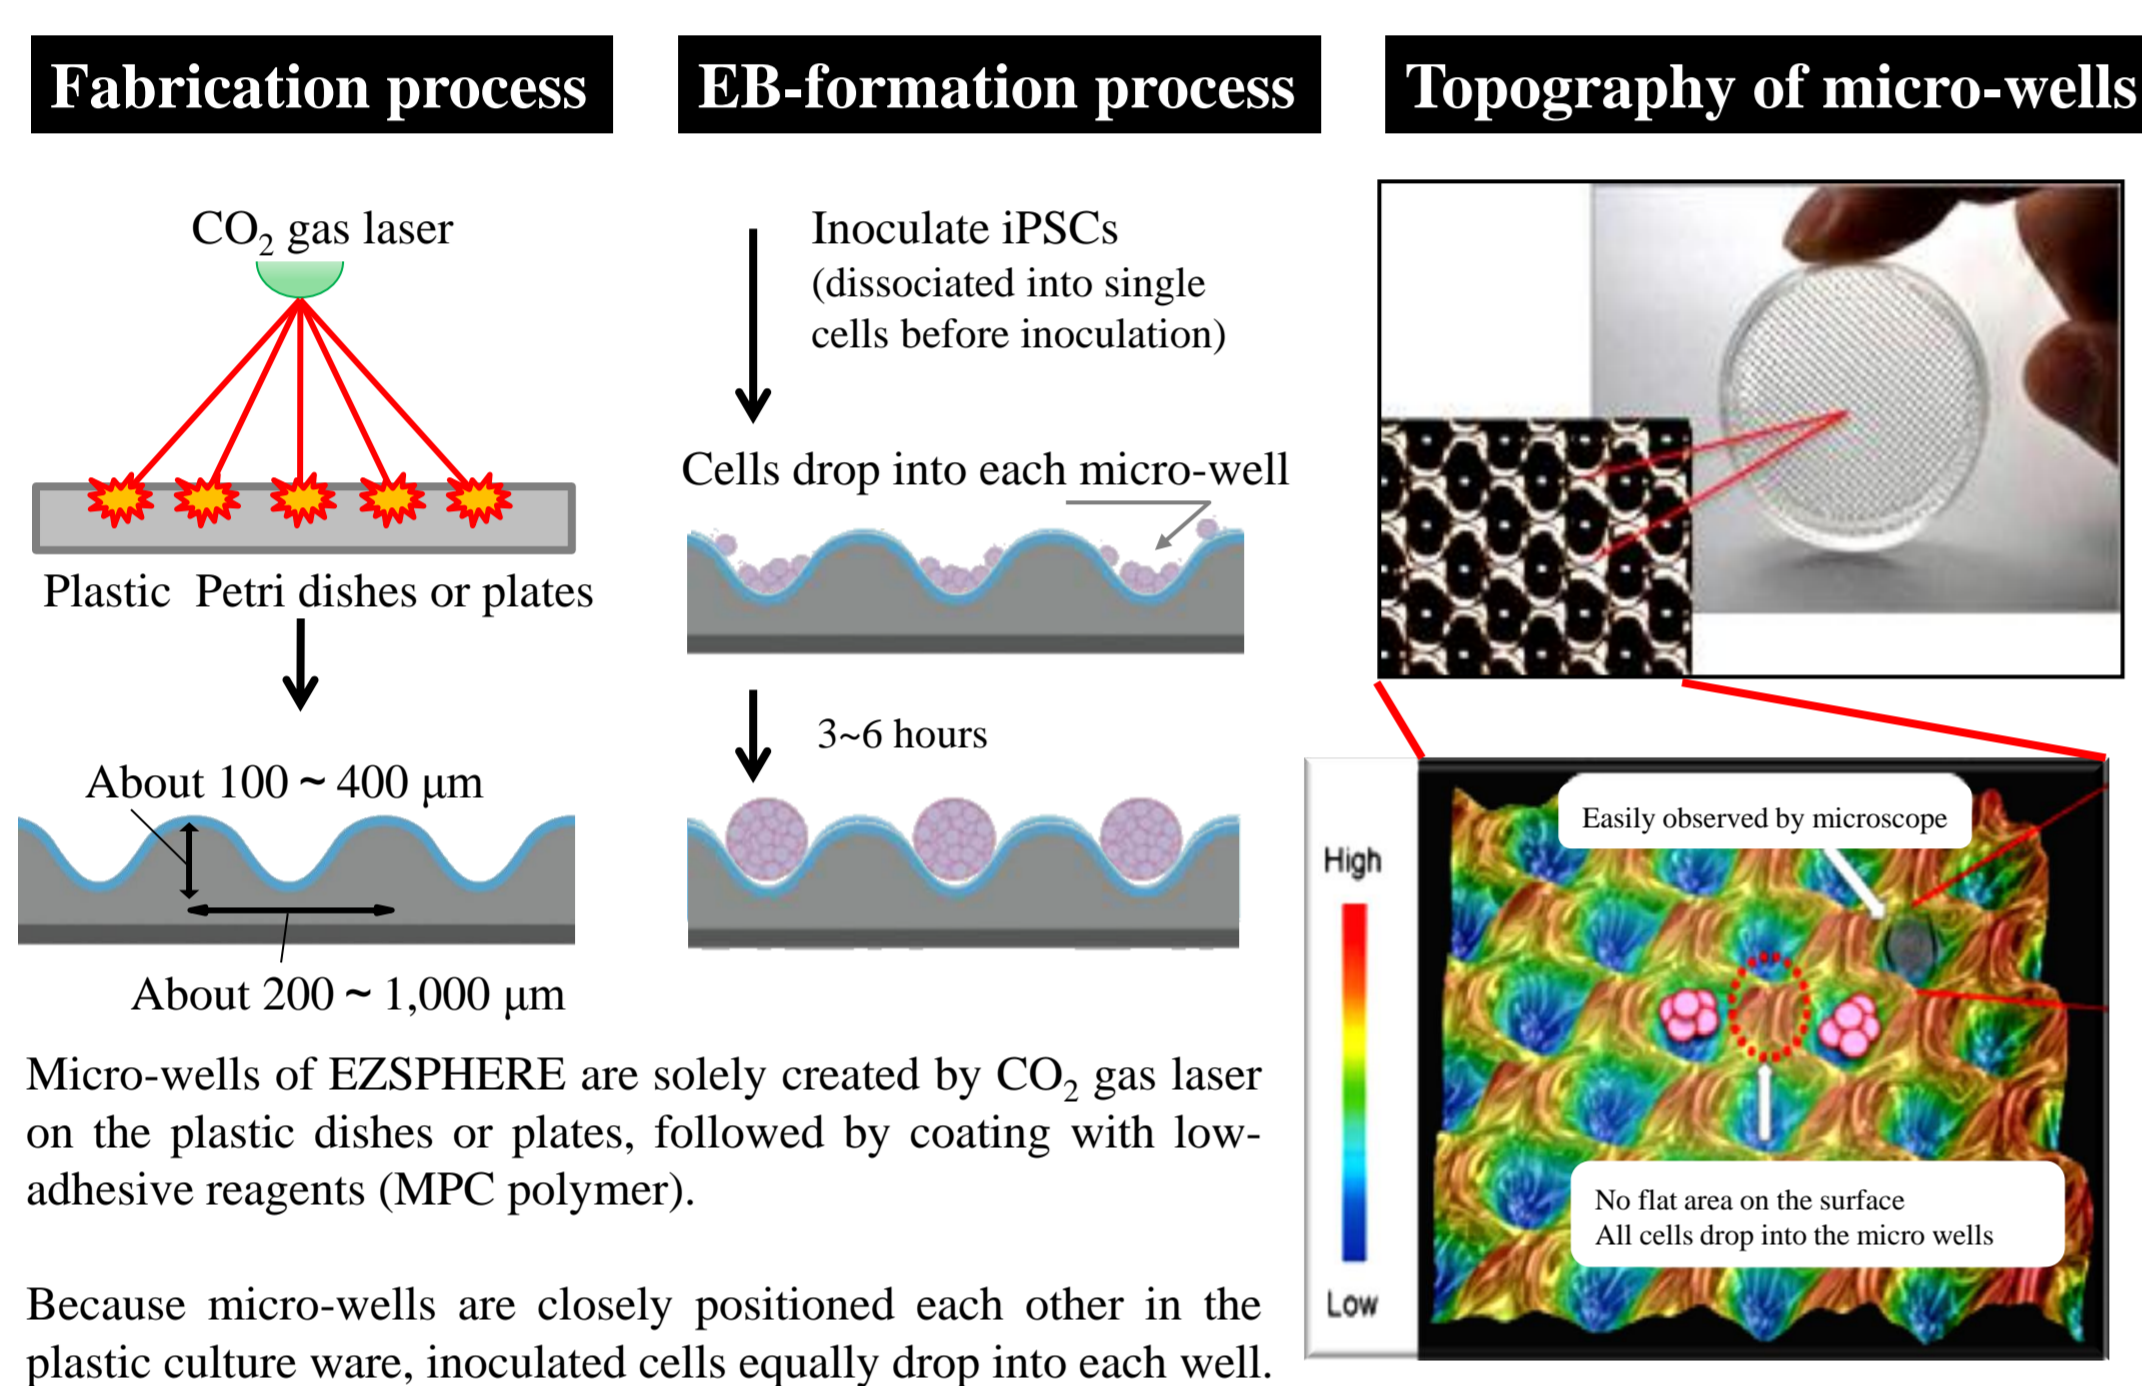 Fabrication process
CO₂ gas laser
Plastic  Petri dishes or plates
About 100 ~ 400 μm
About 200 ~ 1,000 μm
EB-formation process
Inoculate iPSCs
(dissociated into single
cells before inoculation)
Cells drop into each micro-well
3~6 hours
Topography of micro-wells
High
Low
Easily observed by microscope
No flat area on the surface
All cells drop into the micro wells
Micro-wells of EZSPHERE are solely created by CO₂ gas laser
on the plastic dishes or plates, followed by coating with low-
adhesive reagents (MPC polymer).
Because micro-wells are closely positioned each other in the
plastic culture ware, inoculated cells equally drop into each well.